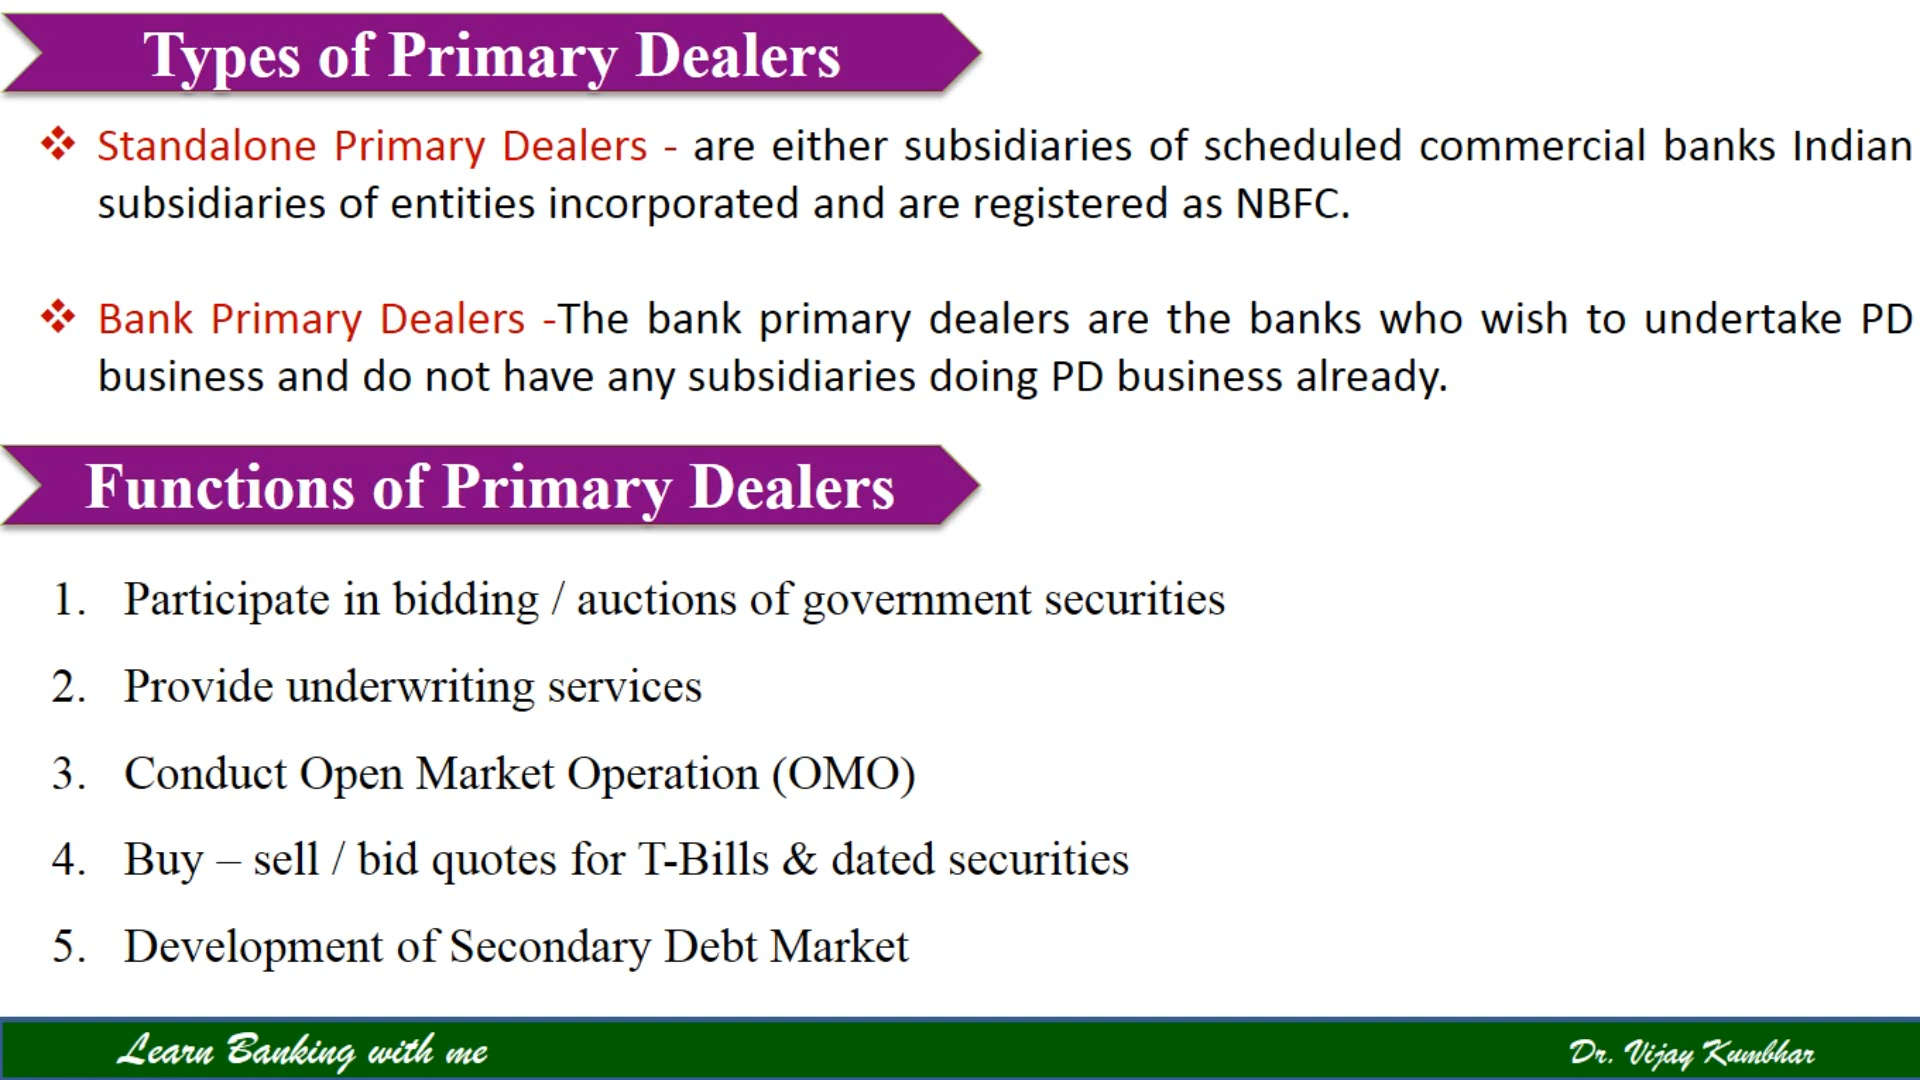 Types of Primary Dealers
❖ Standalone Primary Dealers - are either subsidiaries of scheduled commercial banks Indian
subsidiaries of entities incorporated and are registered as NBFC.
❖ Bank Primary Dealers -The bank primary dealers are the banks who wish to undertake PD
business and do not have any subsidiaries doing PD business already.
Functions of Primary Dealers
1. Participate in bidding / auctions of government securities
2. Provide underwriting services
3. Conduct Open Market Operation (OMO)
4. Buy – sell / bid quotes for T-Bills & dated securities
5. Development of Secondary Debt Market
Learn Banking with me
Dr. Vijay Kumbhar